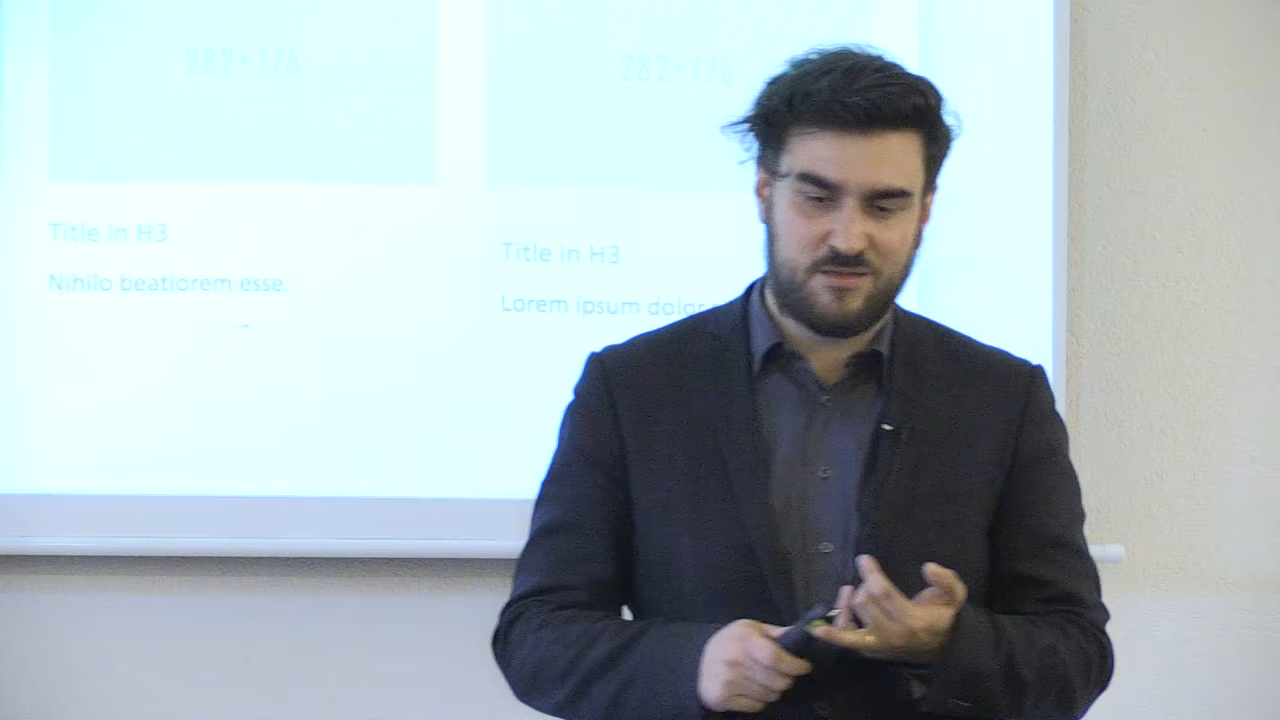 282×176
282×176
Title in H3
Nihilo beatiorem esse.
Title in H3
Lorem ipsum dolor